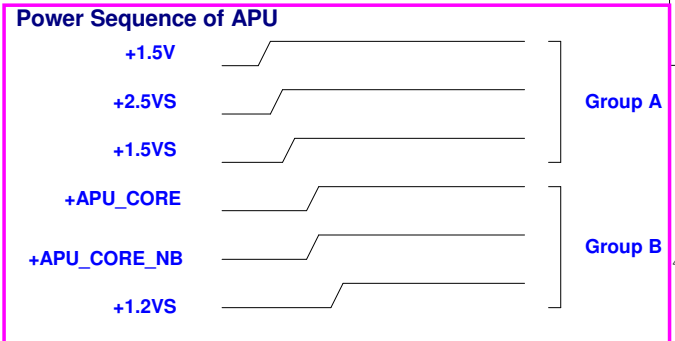 Power Sequence of APU
+1.5V
+2.5VS
Group A
+1.5VS
+APU_CORE
+APU_CORE_NB
Group B
+1.2VS